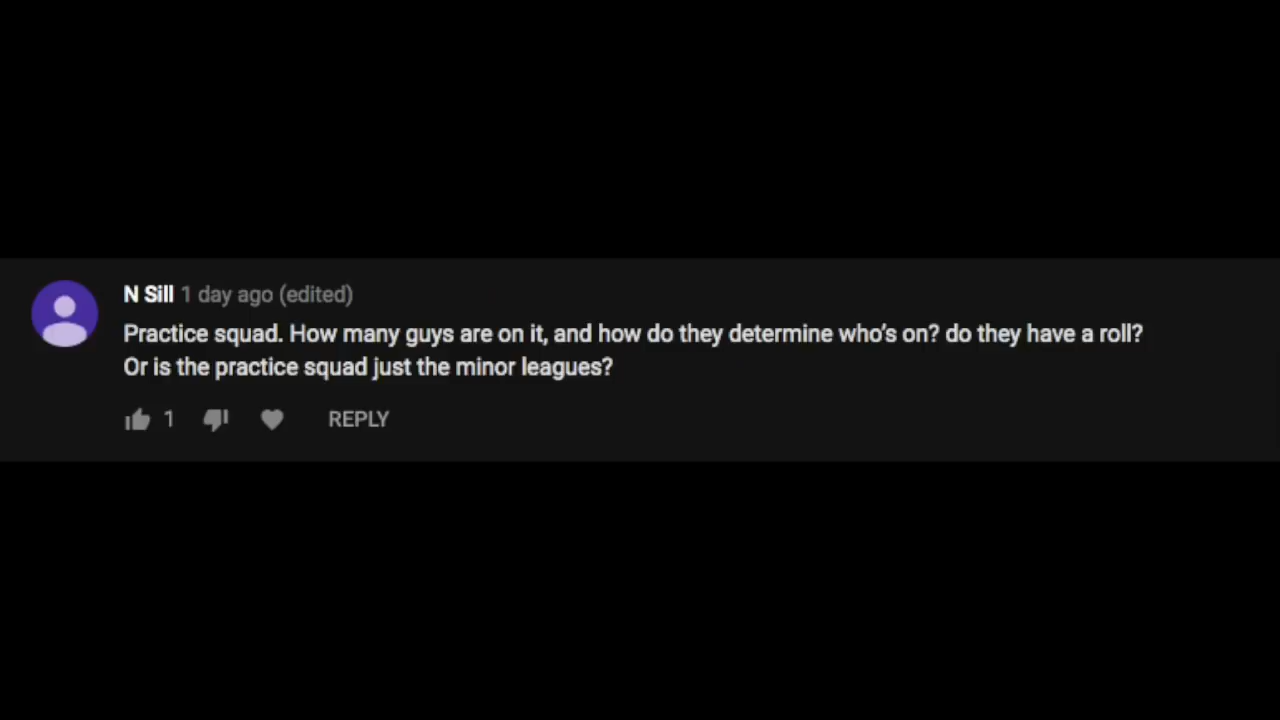 N Sill 1 day ago (edited)
Practice squad. How many guys are on it, and how do they determine who's on? do they have a roll?
Or is the practice squad just the minor leagues?
1 REPLY